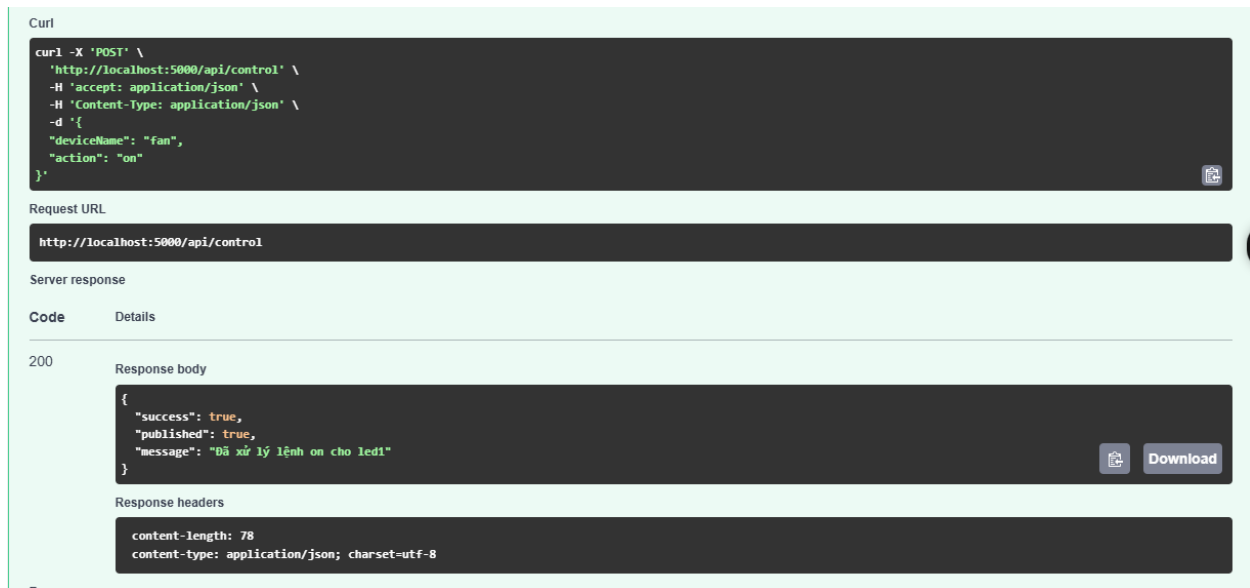 Curl
curl -X 'POST' \
'http://localhost:5000/api/control' \
-H 'accept: application/json' \
-H 'Content-Type: application/json' \
-d '{
"deviceName": "fan",
"action": "on"
}'
Request URL
http://localhost:5000/api/control
Server response
Code Details
200
Response body
{
"success": true,
"published": true,
"message": "Đã xử lý lệnh on cho led1"
}
Download
Response headers
content-length: 78
content-type: application/json; charset=utf-8